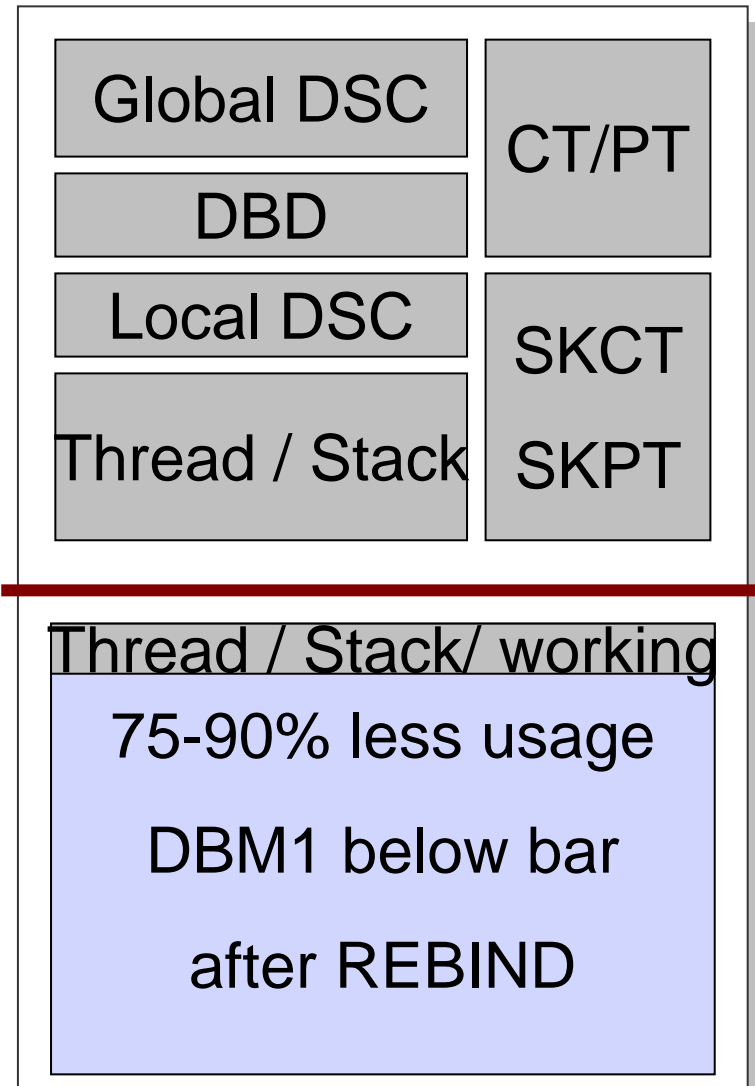 Global DSC
CT/PT
DBD
Local DSC
SKCT
SKPT
Thread / Stack
Thread / Stack/ working
75-90% less usage
DBM1 below bar
after REBIND